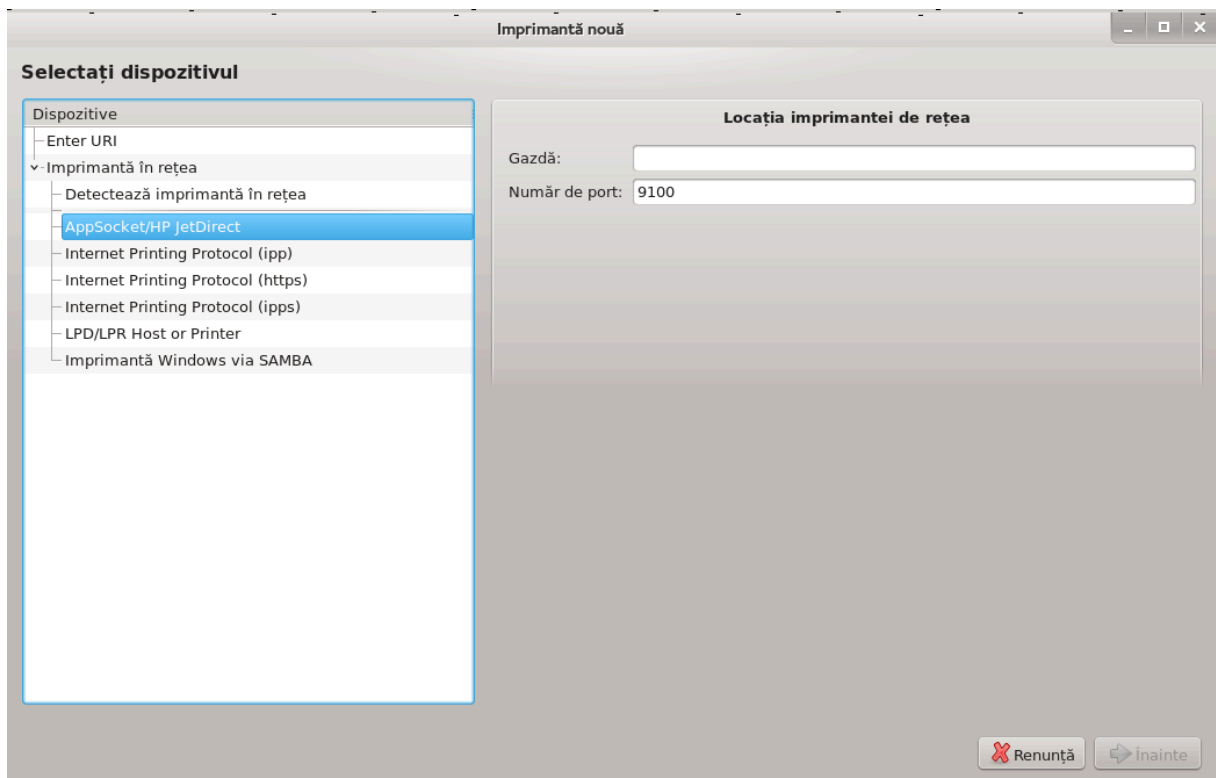 Imprimantă nouă
Selectați dispozitivul
Dispozitive
Enter URI
Imprimantă în rețea
Detectează imprimantă în rețea
AppSocket/HP JetDirect
Internet Printing Protocol (ipp)
Internet Printing Protocol (https)
Internet Printing Protocol (ipps)
LPD/LPR Host or Printer
Imprimantă Windows via SAMBA
Locația imprimantei de rețea
Gazdă:
Număr de port: 9100
Renunță
Înainte